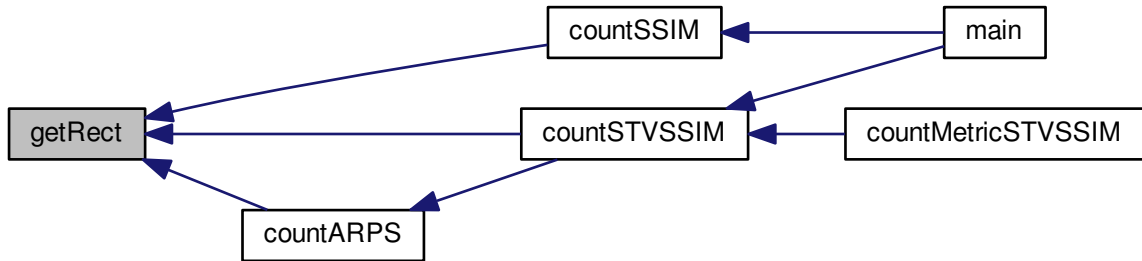 countSSIM
main
getRect
countSTVSSIM
countMetricSTVSSIM
countARPS